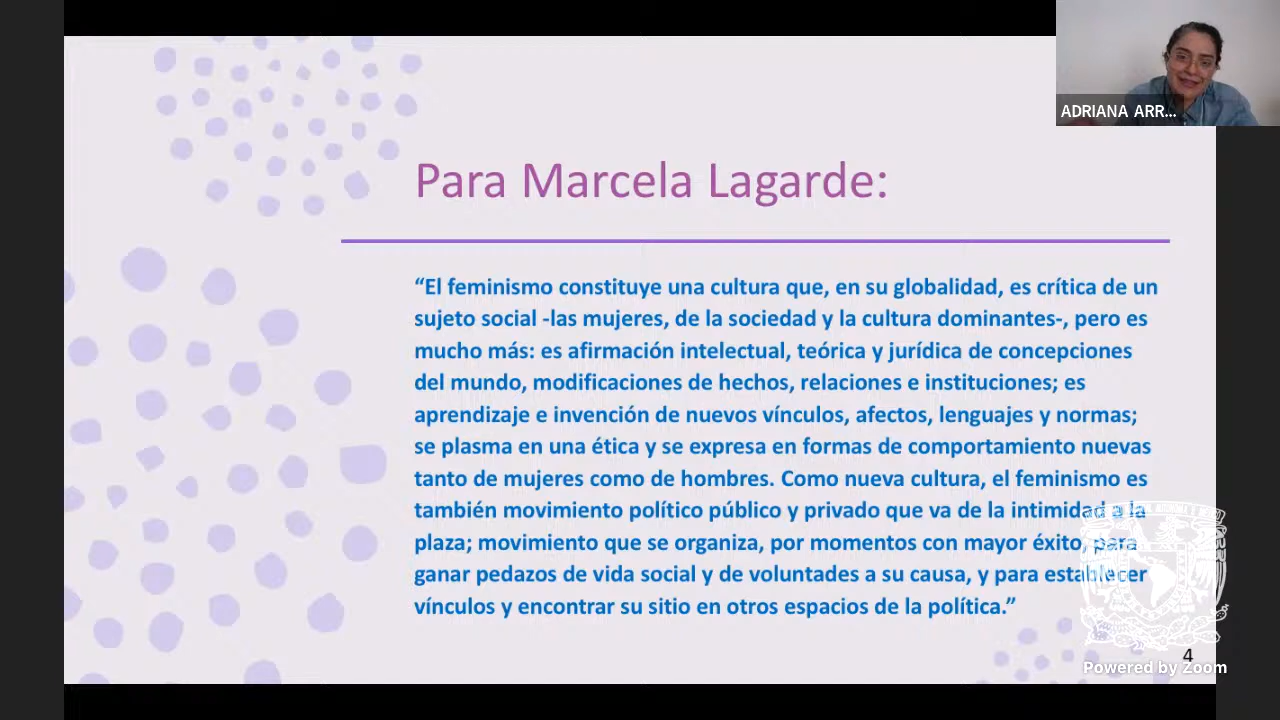 ADRIANA ARR...
Para Marcela Lagarde:
“El feminismo constituye una cultura que, en su globalidad, es crítica de un
sujeto social -las mujeres, de la sociedad y la cultura dominantes-, pero es
mucho más: es afirmación intelectual, teórica y jurídica de concepciones
del mundo, modificaciones de hechos, relaciones e instituciones; es
aprendizaje e invención de nuevos vínculos, afectos, lenguajes y normas;
se plasma en una ética y se expresa en formas de comportamiento nuevas
tanto de mujeres como de hombres. Como nueva cultura, el feminismo es
también movimiento político público y privado que va de la intimidad a la
plaza; movimiento que se organiza, por momentos con mayor éxito, para
ganar pedazos de vida social y de voluntades a su causa, y para establecer
vínculos y encontrar su sitio en otros espacios de la política.”
4
Powered by Zoom